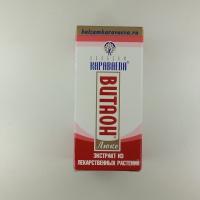 balzamkaravaeva.ru
БАЛЬЗАМ
КАРАВАЕВА®
ВИТАОН®
Люкс
ЭКСТРАКТ ИЗ
ЛЕКАРСТВЕННЫХ РАСТЕНИЙ